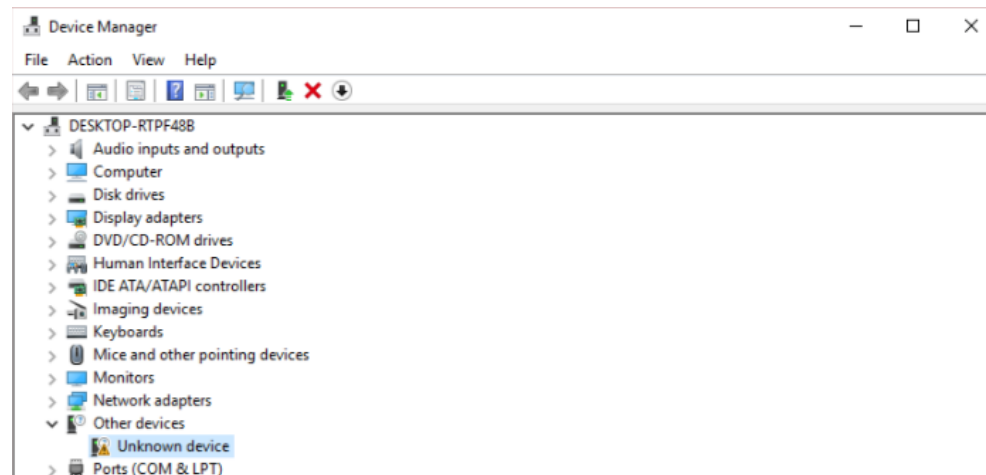 Device Manager
File Action View Help
DESKTOP-RTPF48B
Audio inputs and outputs
Computer
Disk drives
Display adapters
DVD/CD-ROM drives
Human Interface Devices
IDE ATA/ATAPI controllers
Imaging devices
Keyboards
Mice and other pointing devices
Monitors
Network adapters
Other devices
Unknown device
Ports (COM & LPT)